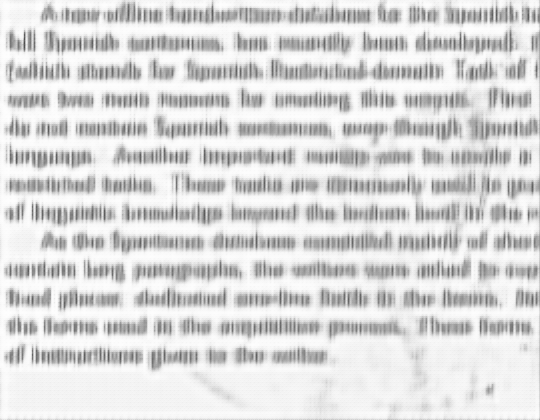 A new offline handwritten database for the Spanish
full Spanish sentences, has recently been developed:
(which stands for Spanish Restricted-domain Task of
were two main reasons for creating this corpus. First
do not contain Spanish sentences, even though Spanish
language. Another important reason was to create a
restricted tasks. These tasks are commonly used in
of linguistic knowledge beyond the lexicon level in the
As the Spartacus database consisted mainly of short
contain long paragraphs, the writers were asked to
fixed places: dedicated one-line fields in the forms.
the forms used in the acquisition process. These forms
of instructions given to the writer.